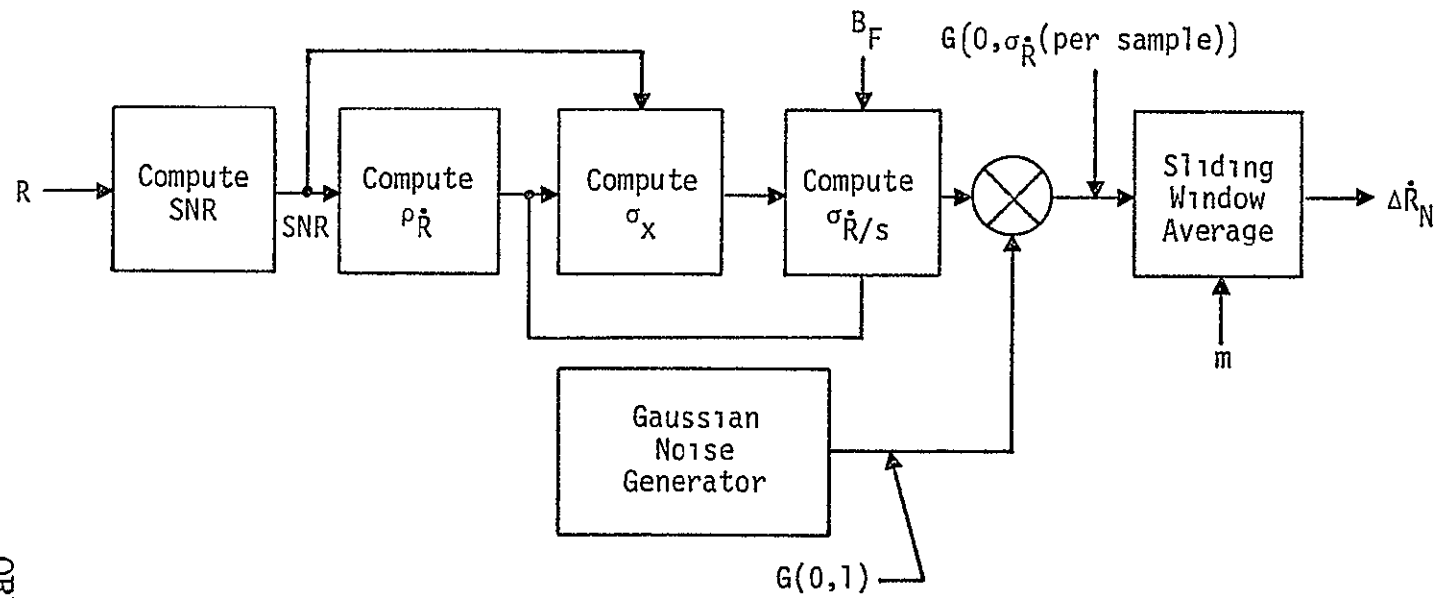 B_F
G(0,σ_Ṙ(per sample))
R
Compute
SNR
SNR
Compute
ρ_Ṙ
Compute
σ_x
Compute
σ_Ṙ/s
Sliding
Window
Average
ΔṘ_N
m
Gaussian
Noise
Generator
G(0,1)